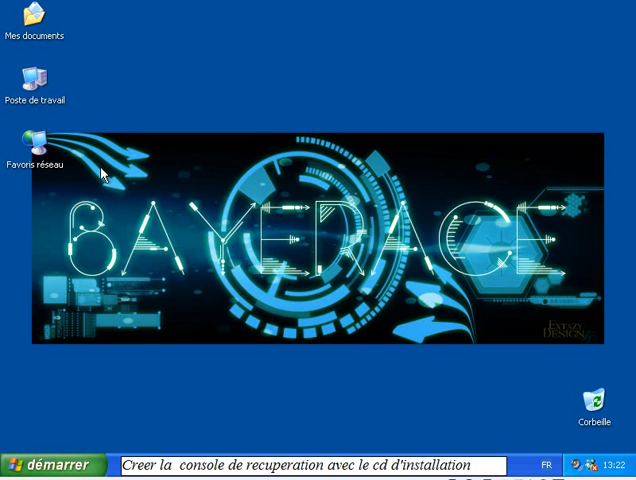 Mes documents
Poste de travail
Favoris réseau
BAYERACE
EXTAZY
DESIGN
Corbeille
démarrer
Creer la console de recuperation avec le cd d'installation
FR
13:22